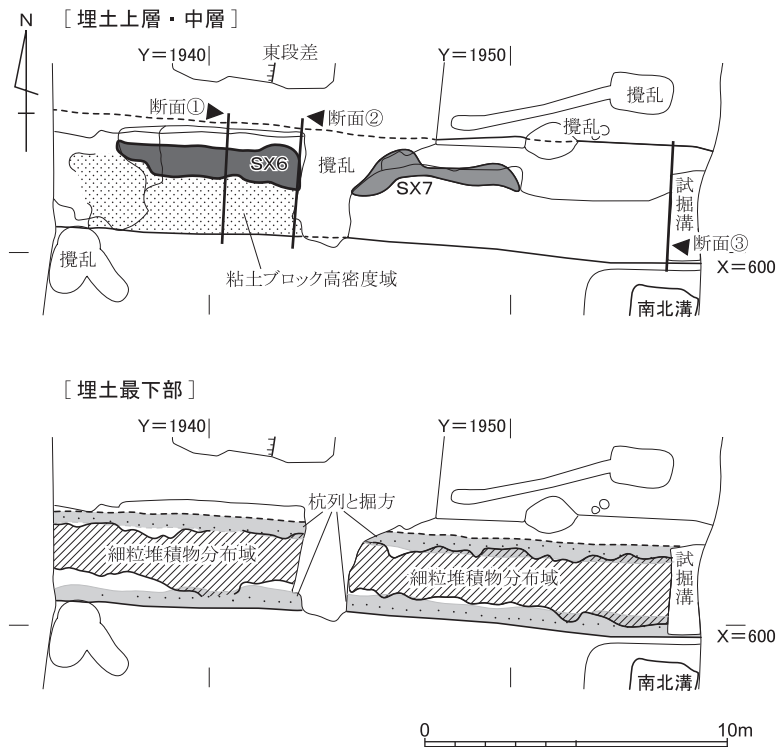 N
[埋土上層・中層]
Y=1940
東段差
Y=1950
断面①
断面②
攪乱
攪乱
攪乱
SX6
SX7
試掘溝
断面③
攪乱
粘土ブロック高密度域
X=600
南北溝
[埋土最下部]
Y=1940
Y=1950
杭列と掘方
細粒堆積物分布域
細粒堆積物分布域
試掘溝
X=600
南北溝
0
10m